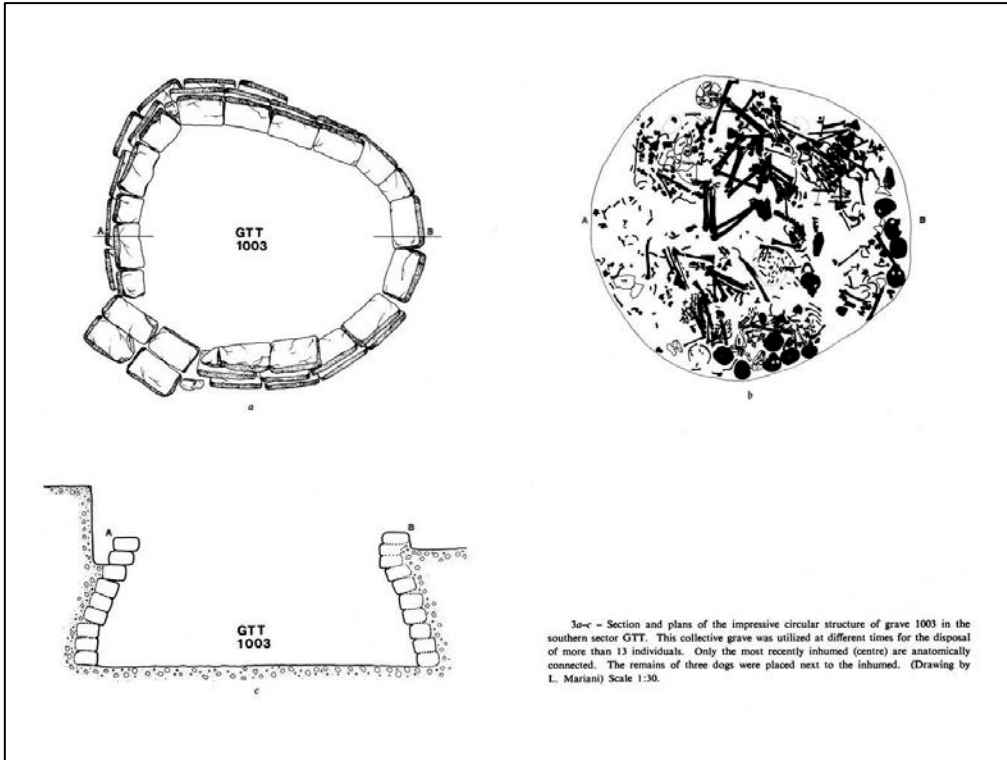 A GTT B
1003
a
A B
b
A B
GTT
1003
c
3a–c – Section and plans of the impressive circular structure of grave 1003 in the
southern sector GTT. This collective grave was utilized at different times for the disposal
of more than 13 individuals. Only the most recently inhumed (centre) are anatomically
connected. The remains of three dogs were placed next to the inhumed. (Drawing by
L. Mariani) Scale 1:30.